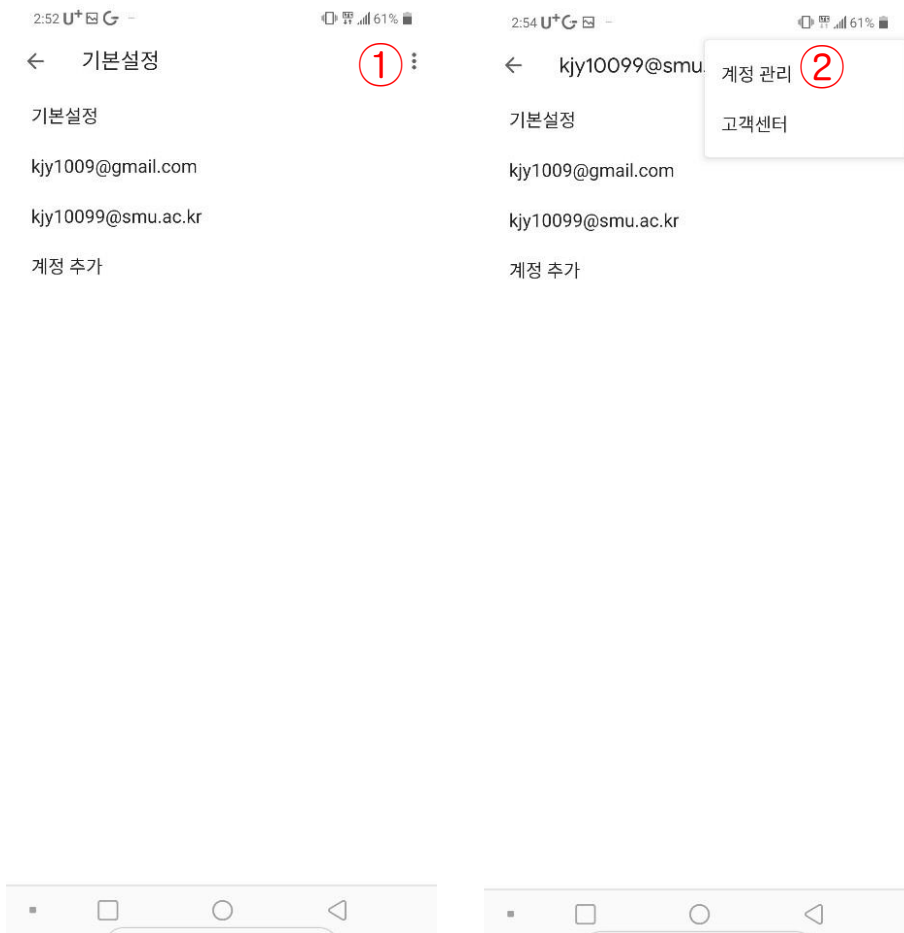 2:52 U+ G
61%
기본설정
①
기본설정
kjy1009@gmail.com
kjy10099@smu.ac.kr
계정 추가
2:54 U+ G
61%
kjy10099@smu.
계정 관리 ②
고객센터
기본설정
kjy1009@gmail.com
kjy10099@smu.ac.kr
계정 추가